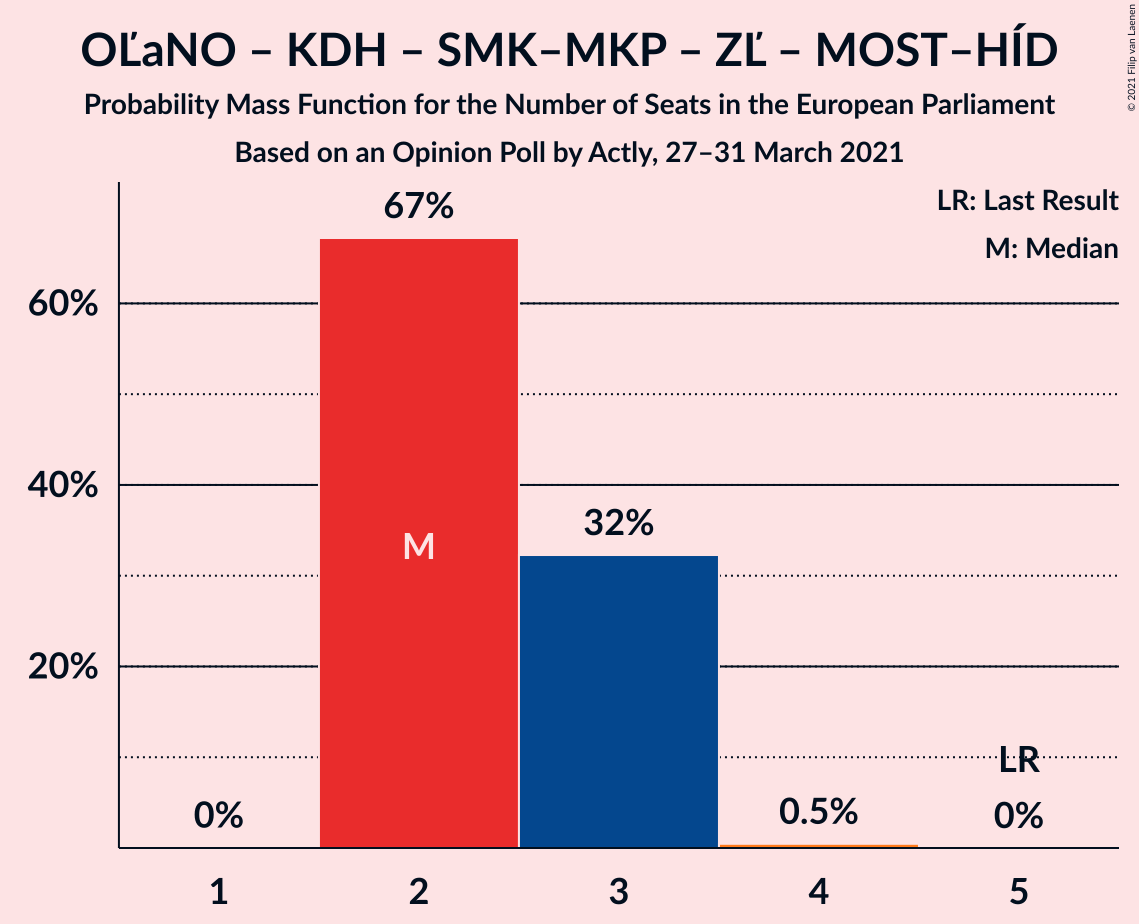 OĽaNO – KDH – SMK–MKP – ZĽ – MOST–HÍD
Probability Mass Function for the Number of Seats in the European Parliament
Based on an Opinion Poll by Actly, 27–31 March 2021
© 2021 Filip van Laenen
LR: Last Result
M: Median
67%
60%
40%
20%
M
32%
LR
0%
0.5%
0%
1
2
3
4
5